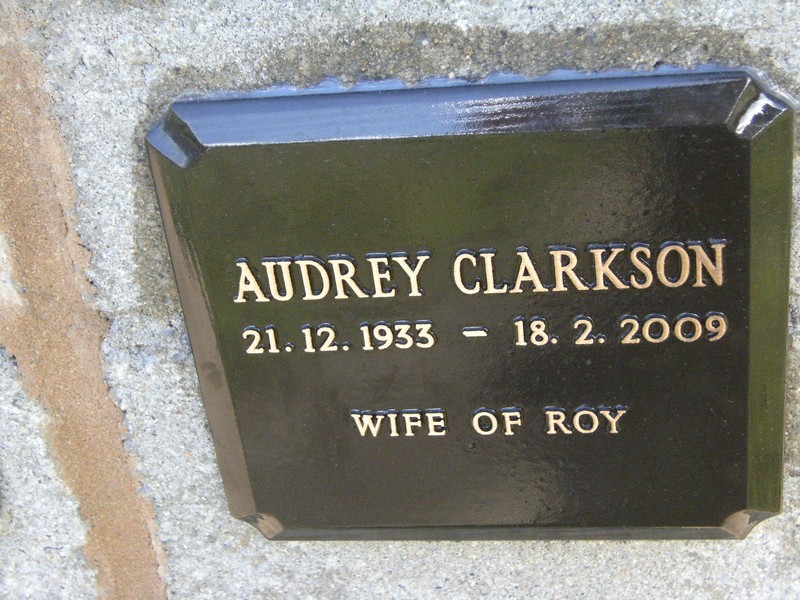 AUDREY CLARKSON
21.12.1933 - 18.2.2009
WIFE OF ROY